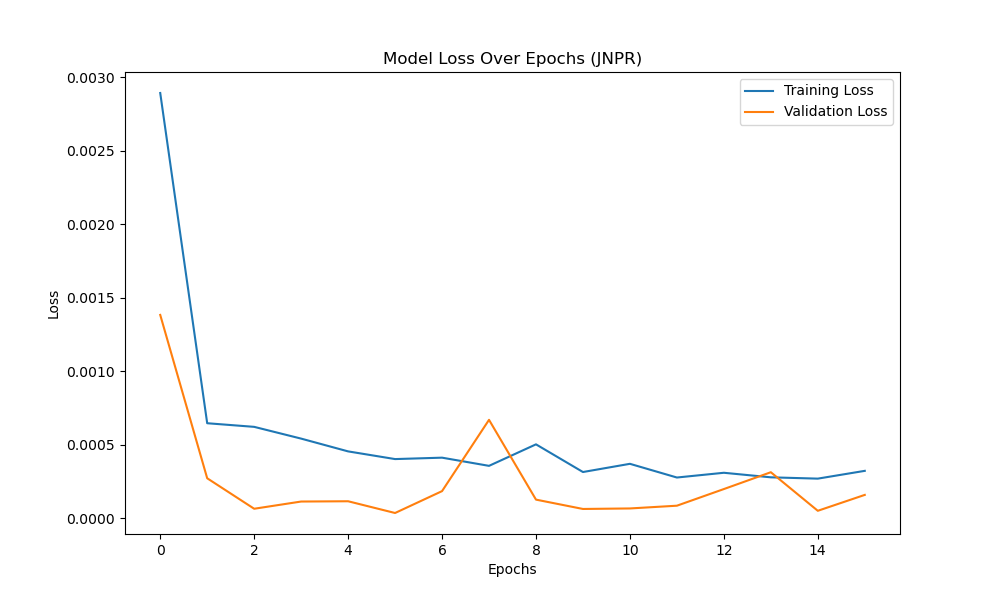 Model Loss Over Epochs (JNPR)
Training Loss
Validation Loss
0.0030
0.0025
0.0020
0.0015
0.0010
0.0005
0.0000
Loss
0 2 4 6 8 10 12 14
Epochs